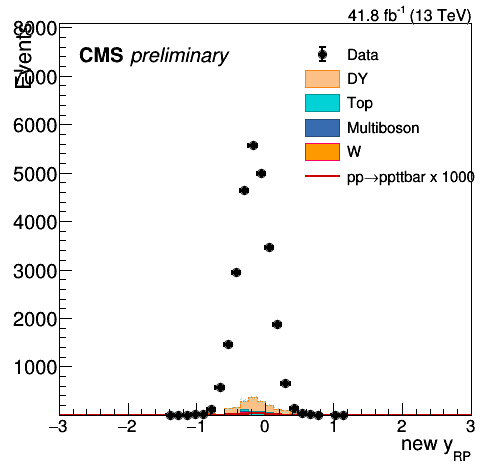 41.8 fb⁻¹ (13 TeV)
Events
CMS preliminary
Data
DY
Top
Multiboson
W
pp→ppttbar x 1000
8000
7000
6000
5000
4000
3000
2000
1000
−3 −2 −1 0 1 2 3
new y_RP